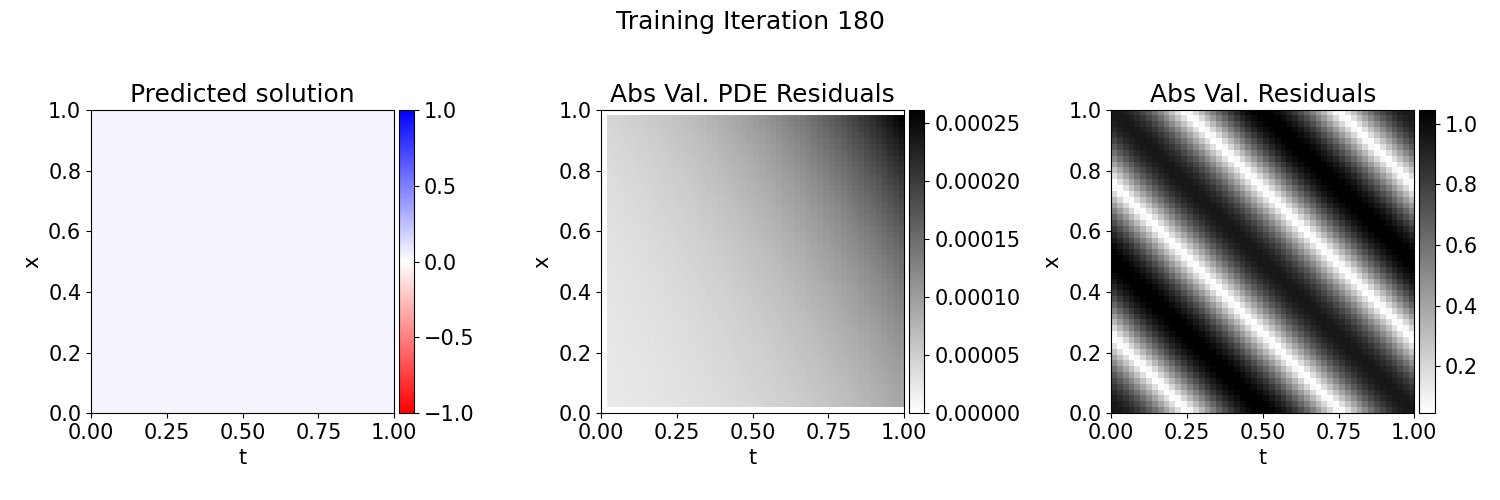 Training Iteration 180
Predicted solution
1.0
0.8
0.6
0.4
0.2
0.0
x
0.00 0.25 0.50 0.75 1.00
t
1.0
0.5
0.0
−0.5
−1.0
Abs Val. PDE Residuals
1.0
0.8
0.6
0.4
0.2
0.0
x
0.00 0.25 0.50 0.75 1.00
t
0.00025
0.00020
0.00015
0.00010
0.00005
0.00000
Abs Val. Residuals
1.0
0.8
0.6
0.4
0.2
0.0
x
0.00 0.25 0.50 0.75 1.00
t
1.0
0.8
0.6
0.4
0.2